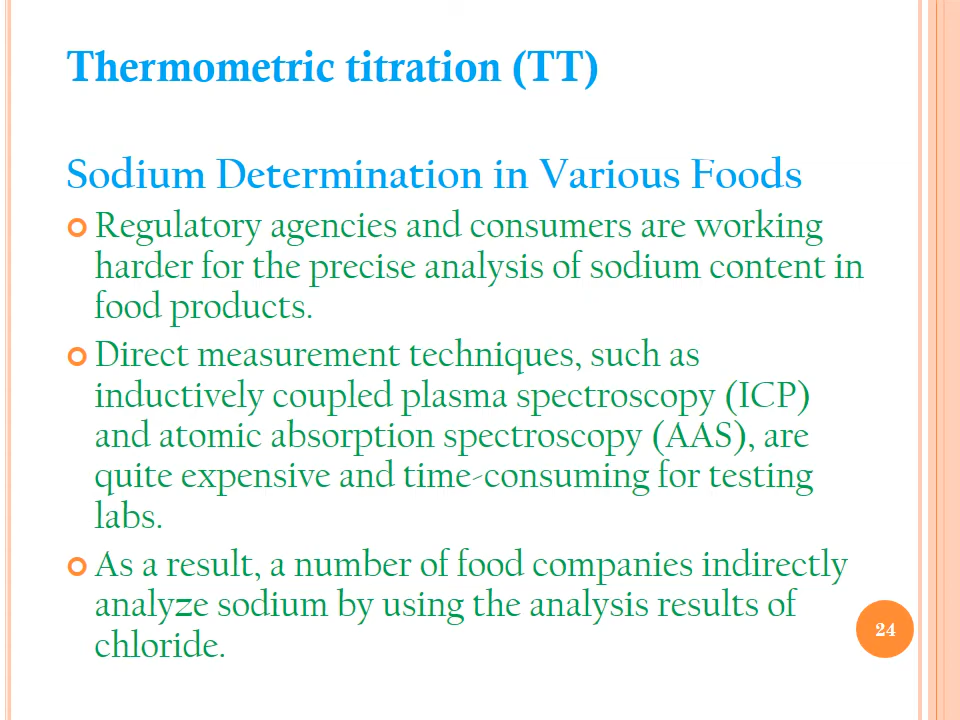 Thermometric titration (TT)
Sodium Determination in Various Foods
Regulatory agencies and consumers are working
harder for the precise analysis of sodium content in
food products.
Direct measurement techniques, such as
inductively coupled plasma spectroscopy (ICP)
and atomic absorption spectroscopy (AAS), are
quite expensive and time-consuming for testing
labs.
As a result, a number of food companies indirectly
analyze sodium by using the analysis results of
chloride.
24